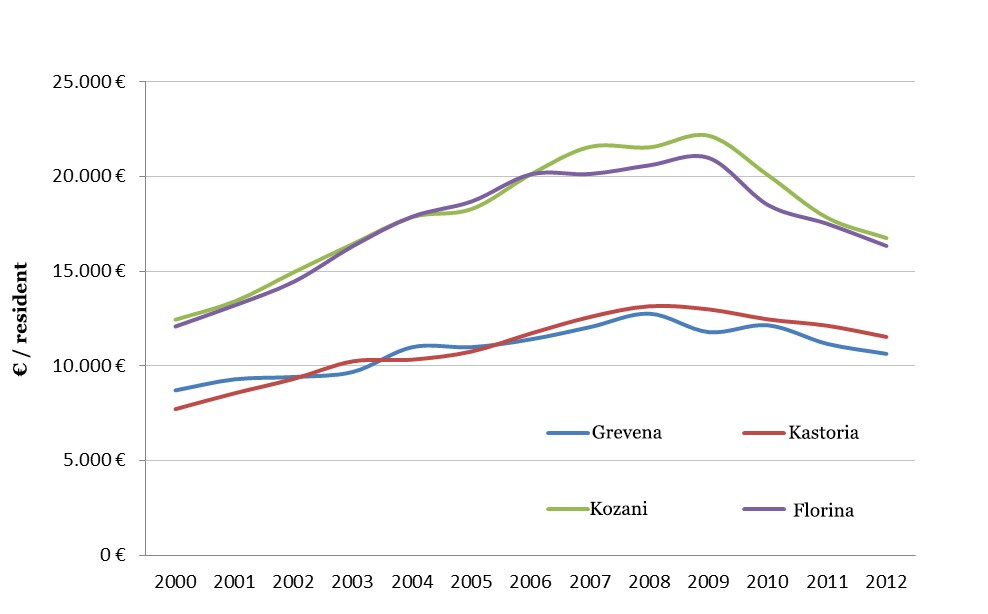 25.000 €
20.000 €
15.000 €
10.000 €
5.000 €
0 €
€ / resident
Grevena
Kastoria
Kozani
Florina
2000 2001 2002 2003 2004 2005 2006 2007 2008 2009 2010 2011 2012